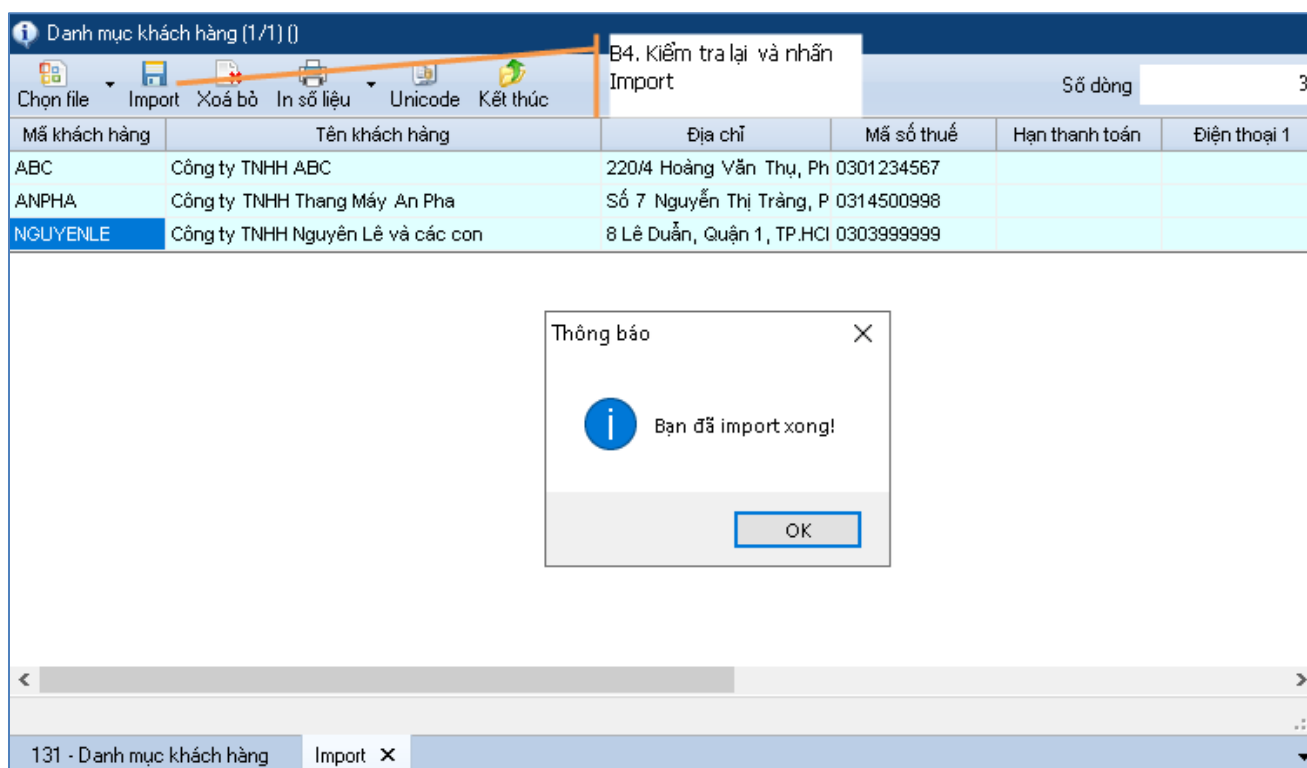 Danh mục khách hàng (1/1) ()
B4. Kiểm tra lại và nhấn
Import
Chọn file Import Xoá bỏ In số liệu Unicode Kết thúc
Số dòng 3
Mã khách hàng Tên khách hàng Địa chỉ Mã số thuế Hạn thanh toán Điện thoại 1
ABC Công ty TNHH ABC 220/4 Hoàng Văn Thụ, Ph 0301234567
ANPHA Công ty TNHH Thang Máy An Pha Số 7 Nguyễn Thị Tràng, P 0314500998
NGUYENLE Công ty TNHH Nguyên Lê và các con 8 Lê Duẩn, Quận 1, TP.HCI 0303999999
Thông báo
Bạn đã import xong!
OK
131 - Danh mục khách hàng Import